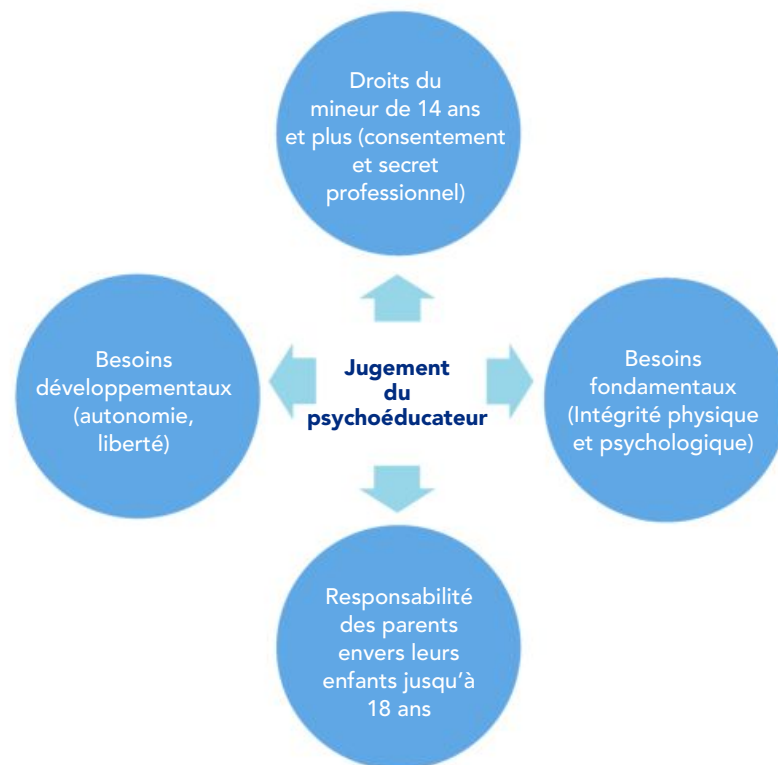 Droits du
mineur de 14 ans
et plus (consentement
et secret
professionnel)
Besoins
développementaux
(autonomie,
liberté)
Jugement
du
psychoéducateur
Besoins
fondamentaux
(Intégrité physique
et psychologique)
Responsabilité
des parents
envers leurs
enfants jusqu’à
18 ans